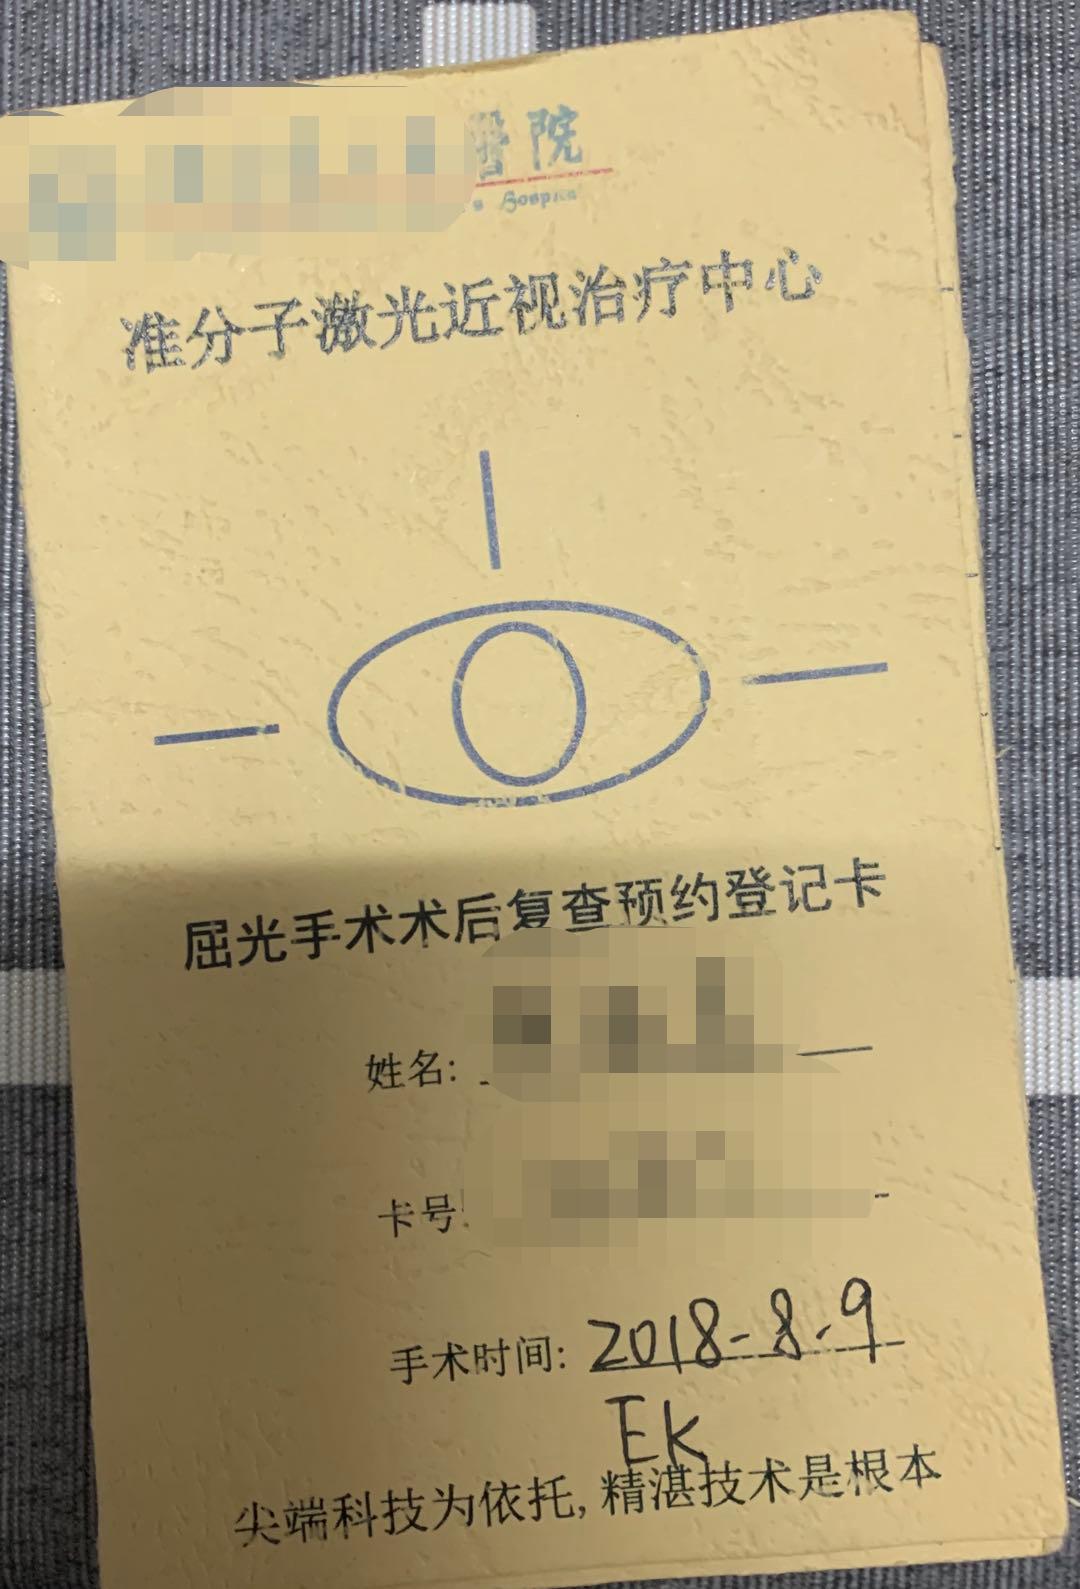 醫院
Hospital
准分子激光近视治疗中心
屈光手术术后复查预约登记卡
姓名:
卡号:
手术时间: 2018-8.9
EK
尖端科技为依托,精湛技术是根本